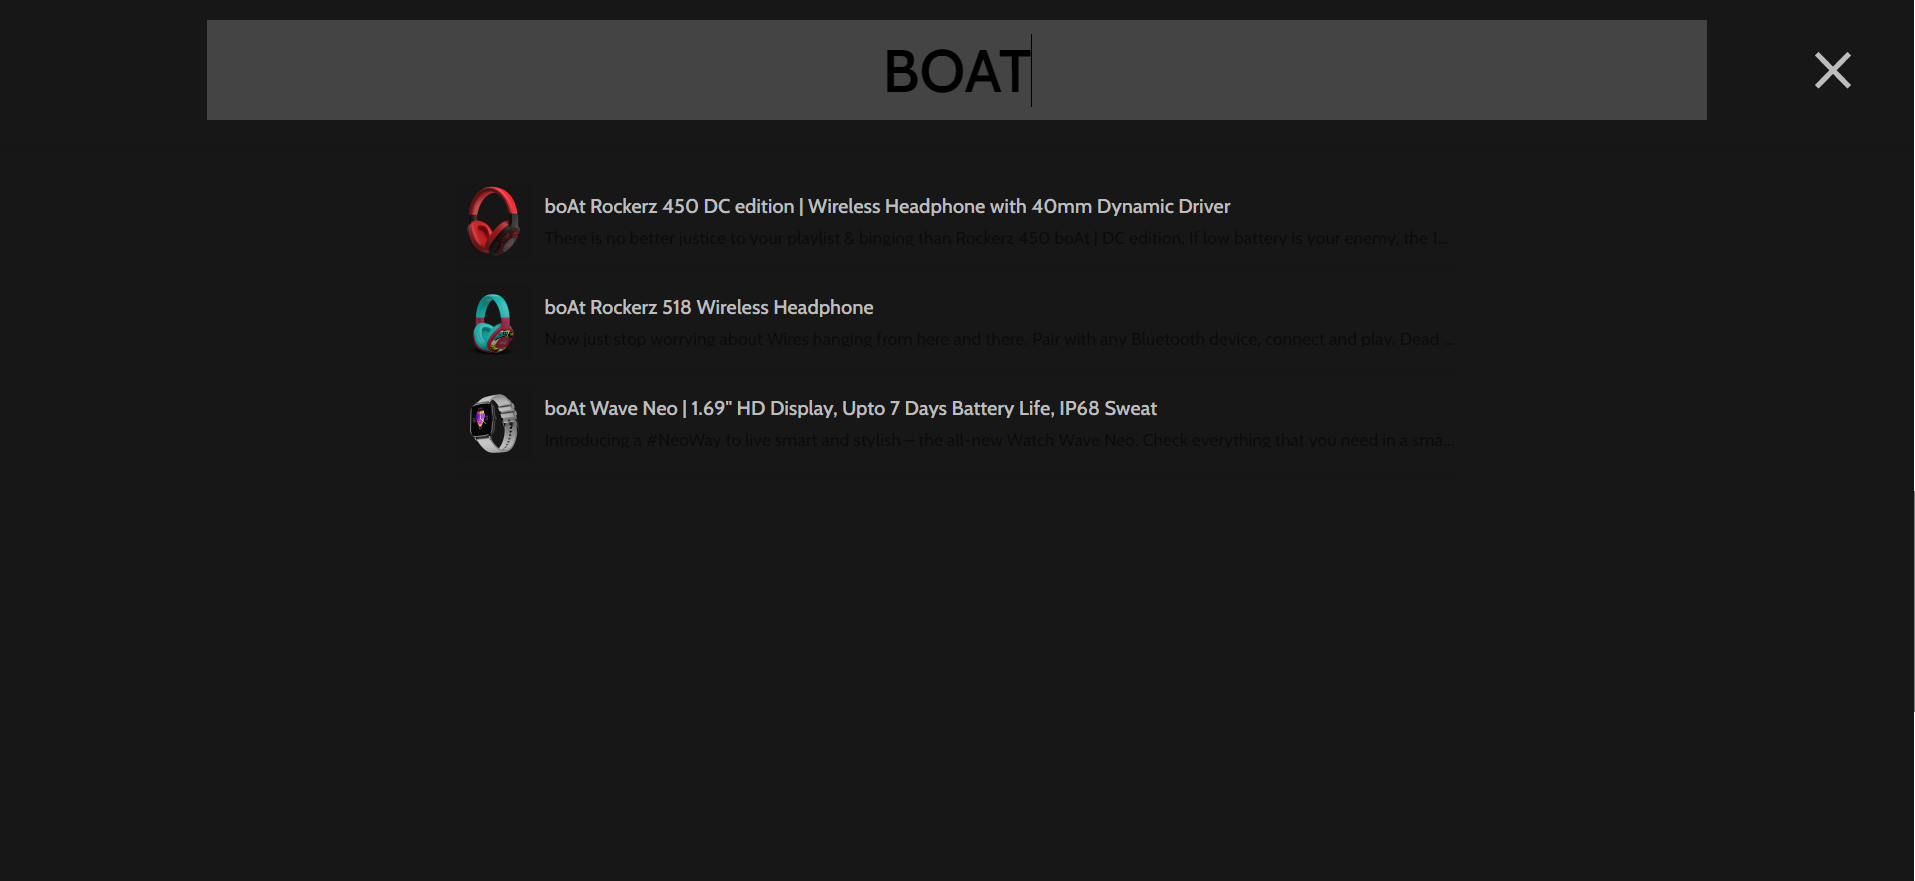 BOAT
boAt Rockerz 450 DC edition | Wireless Headphone with 40mm Dynamic Driver
There is no better justice to your playlist & binging than Rockerz 450 boAt | DC edition. If low battery is your enemy, the 1...
boAt Rockerz 518 Wireless Headphone
Now just stop worrying about Wires hanging from here and there. Pair with any Bluetooth device, connect and play. Dead ...
boAt Wave Neo | 1.69" HD Display, Upto 7 Days Battery Life, IP68 Sweat
Introducing a #NeoWay to live smart and stylish – the all-new Watch Wave Neo. Check everything that you need in a sma...